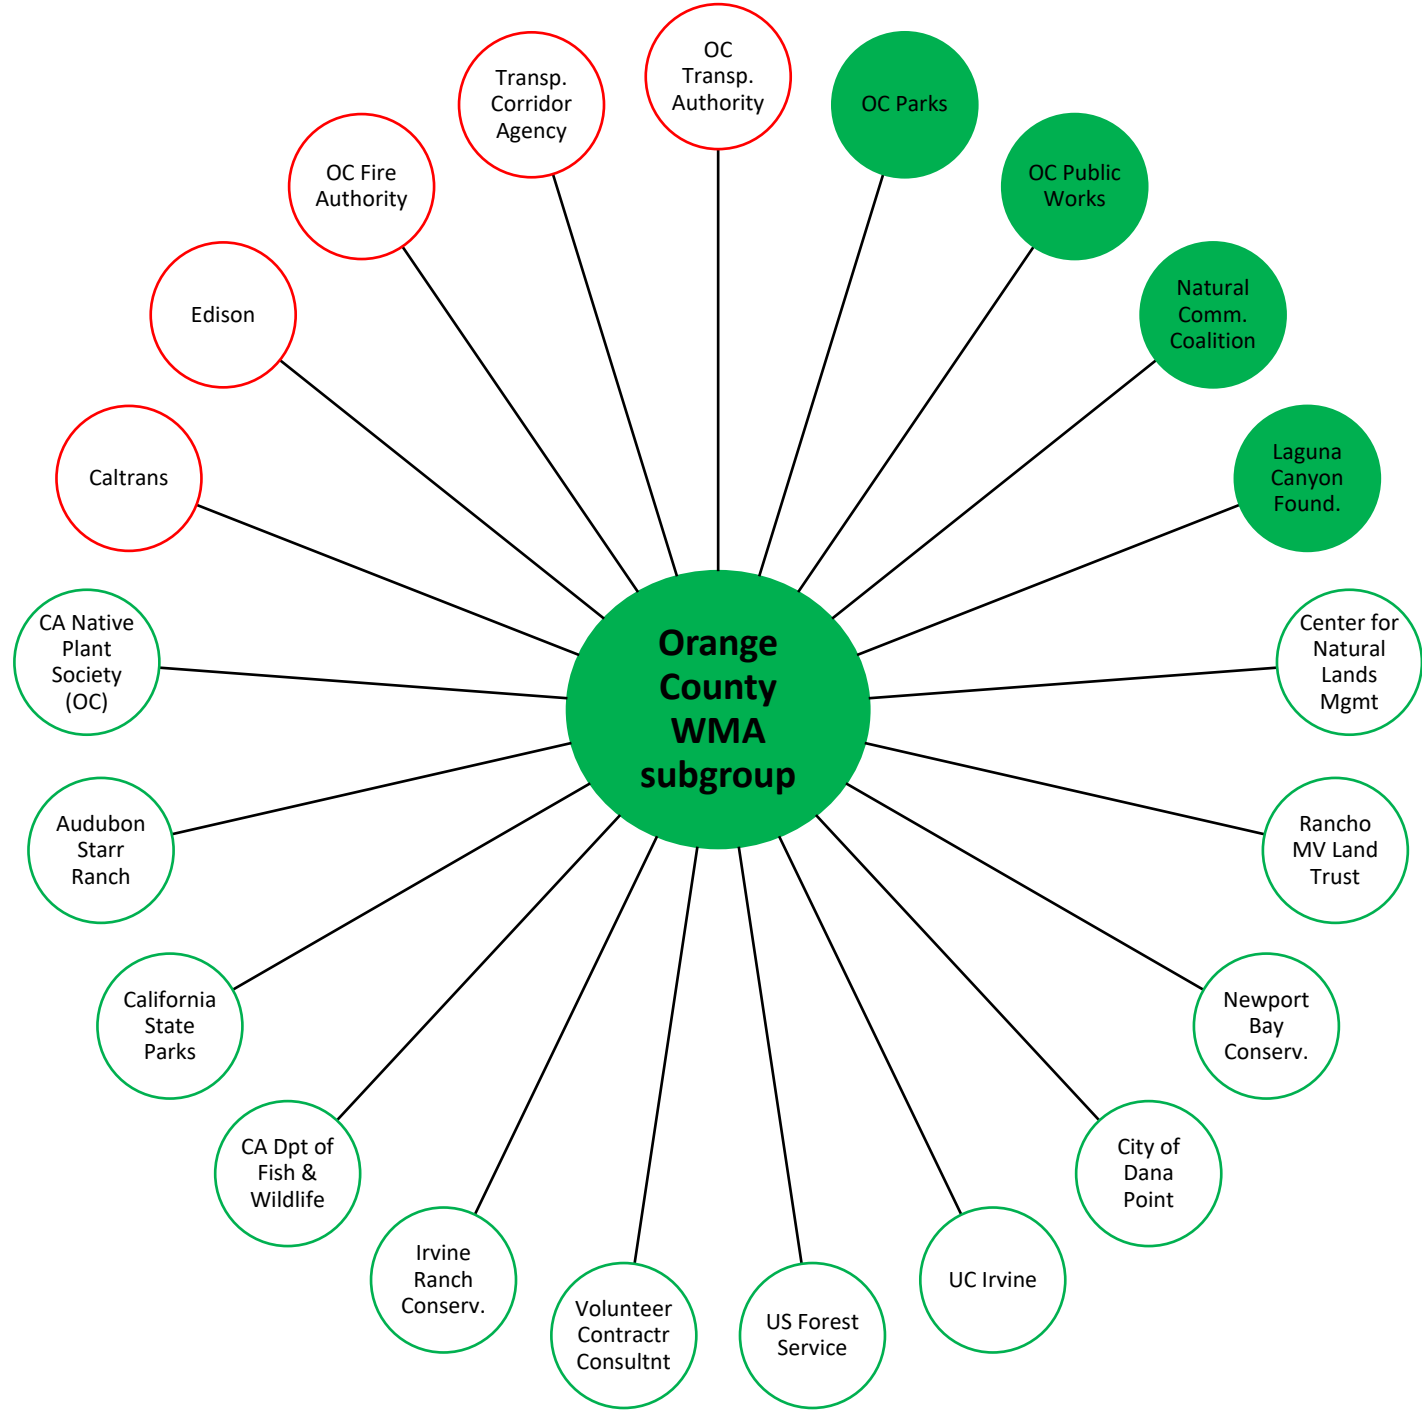 OC
Transp.
Authority
OC Parks
OC Public
Works
Natural
Comm.
Coalition
Laguna
Canyon
Found.
Center for
Natural
Lands
Mgmt
Rancho
MV Land
Trust
Newport
Bay
Conserv.
City of
Dana
Point
UC Irvine
US Forest
Service
Volunteer
Contractr
Consultnt
Irvine
Ranch
Conserv.
CA Dpt of
Fish &
Wildlife
California
State
Parks
Audubon
Starr
Ranch
CA Native
Plant
Society
(OC)
Caltrans
Edison
OC Fire
Authority
Transp.
Corridor
Agency
Orange
County
WMA
subgroup